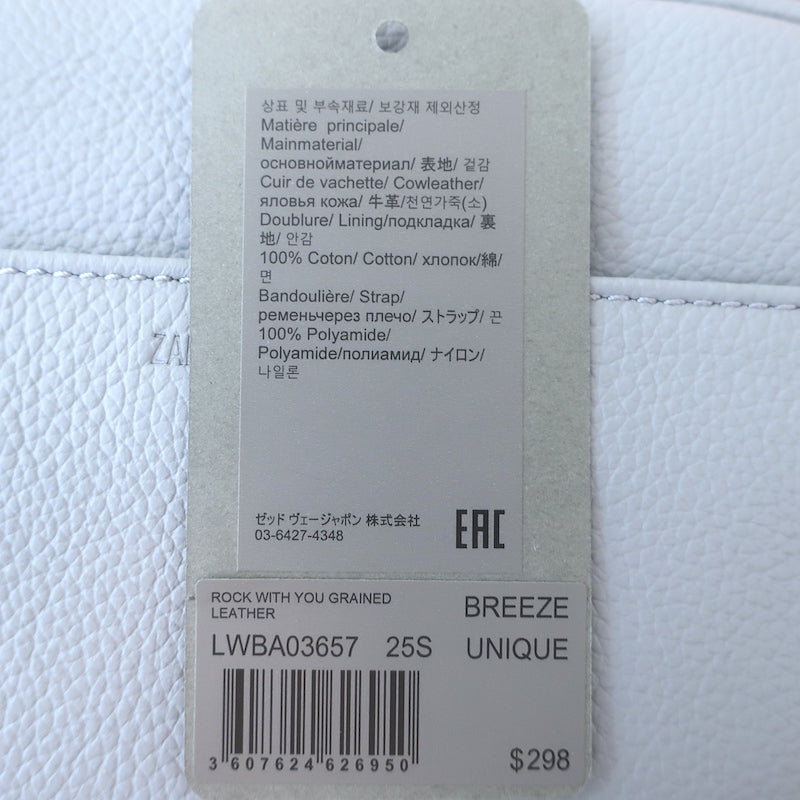 상표 및 부속재료/ 보강재 제외산정
Matière principale/
Mainmaterial/
основнойматериал/ 表地/ 겉감
Cuir de vachette/ Cowleather/
яловья кожа/ 牛革/천연가죽(소)
Doublure/ Lining/подкладка/ 裏
地/ 안감
100% Coton/ Cotton/ хлопок/綿/
면
Bandoulière/ Strap/
ременьчерез плечо/ ストラップ/ 끈
100% Polyamide/
Polyamide/полиамид/ ナイロン/
나일론
ゼッド ヴェージャポン 株式会社
03-6427-4348
EAC
ROCK WITH YOU GRAINED
LEATHER
BREEZE
LWBA03657 25S UNIQUE
3 607624 626950
$298